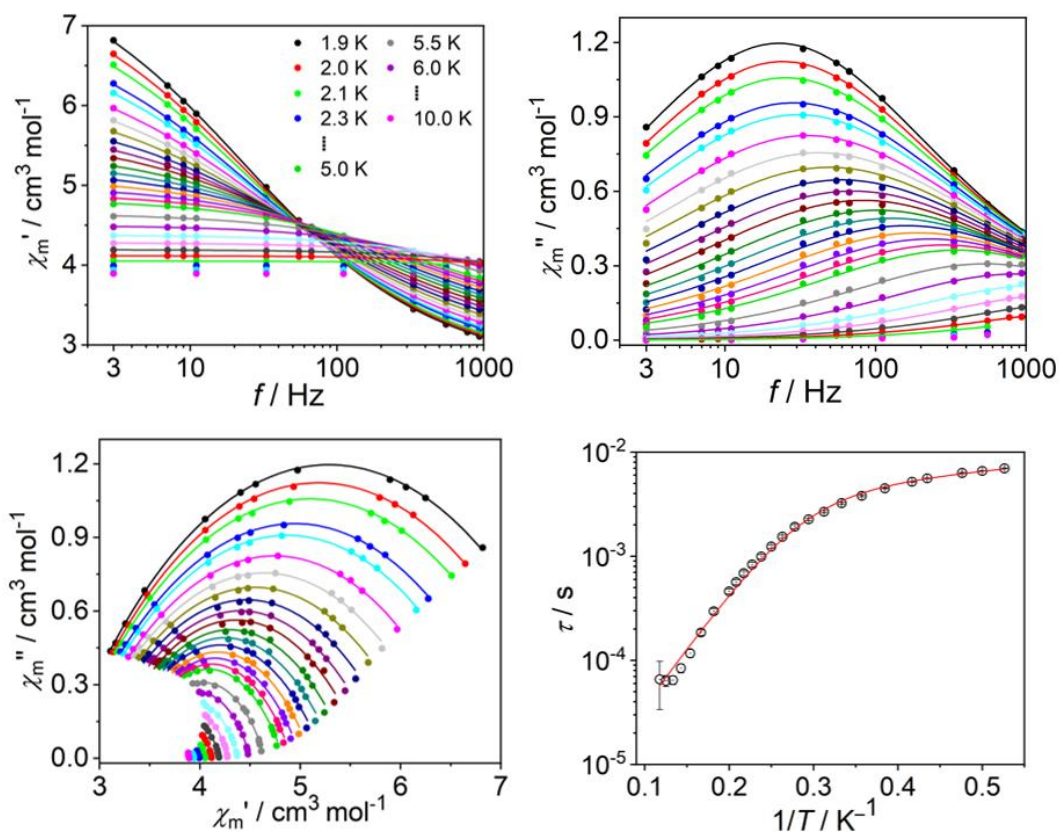 7
6
5
4
3
χm′ / cm³ mol⁻¹
1.9 K
2.0 K
2.1 K
2.3 K
⁞
5.0 K
5.5 K
6.0 K
⁞
10.0 K
3 10 100 1000
f / Hz
1.2
0.9
0.6
0.3
0.0
χm″ / cm³ mol⁻¹
3 10 100 1000
f / Hz
1.2
0.9
0.6
0.3
0.0
χm″ / cm³ mol⁻¹
3 4 5 6 7
χm′ / cm³ mol⁻¹
10⁻²
10⁻³
10⁻⁴
10⁻⁵
τ / s
0.1 0.2 0.3 0.4 0.5
1/T / K⁻¹